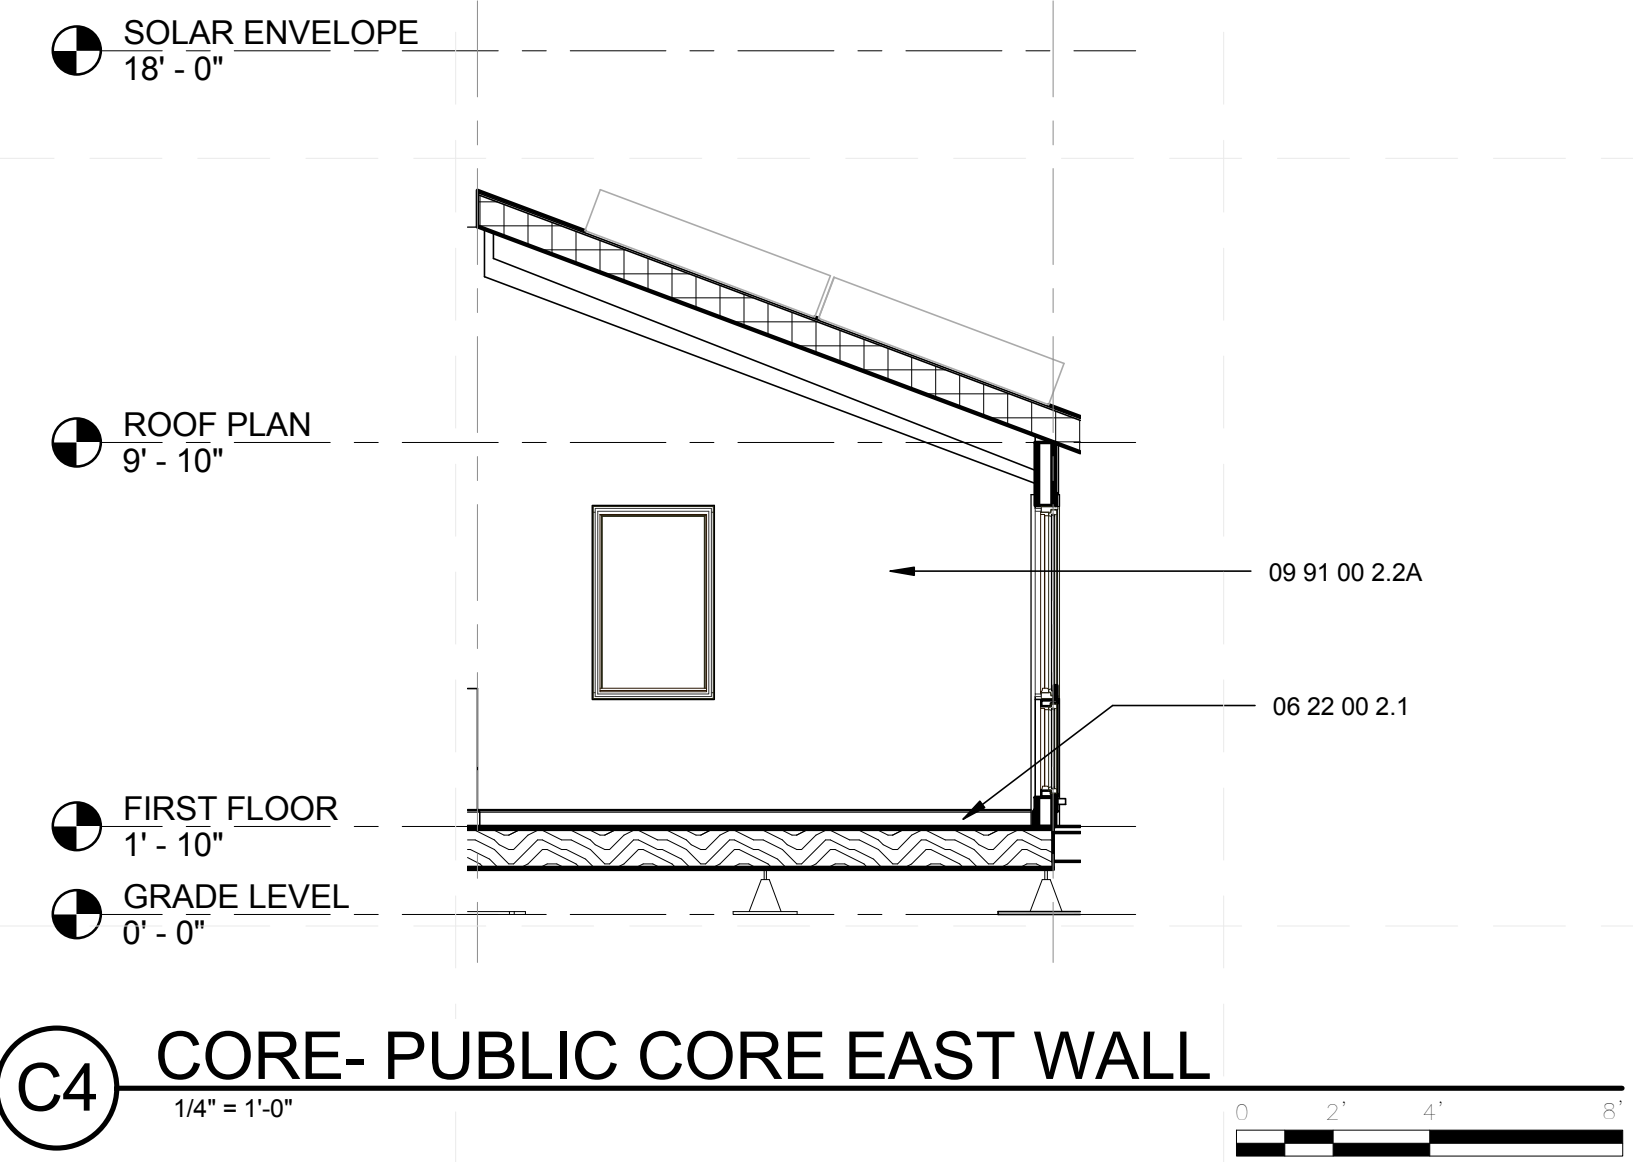 SOLAR ENVELOPE
18' - 0"
ROOF PLAN
9' - 10"
09 91 00 2.2A
06 22 00 2.1
FIRST FLOOR
1' - 10"
GRADE LEVEL
0' - 0"
C4
CORE- PUBLIC CORE EAST WALL
1/4" = 1'-0"
0 2' 4' 8'